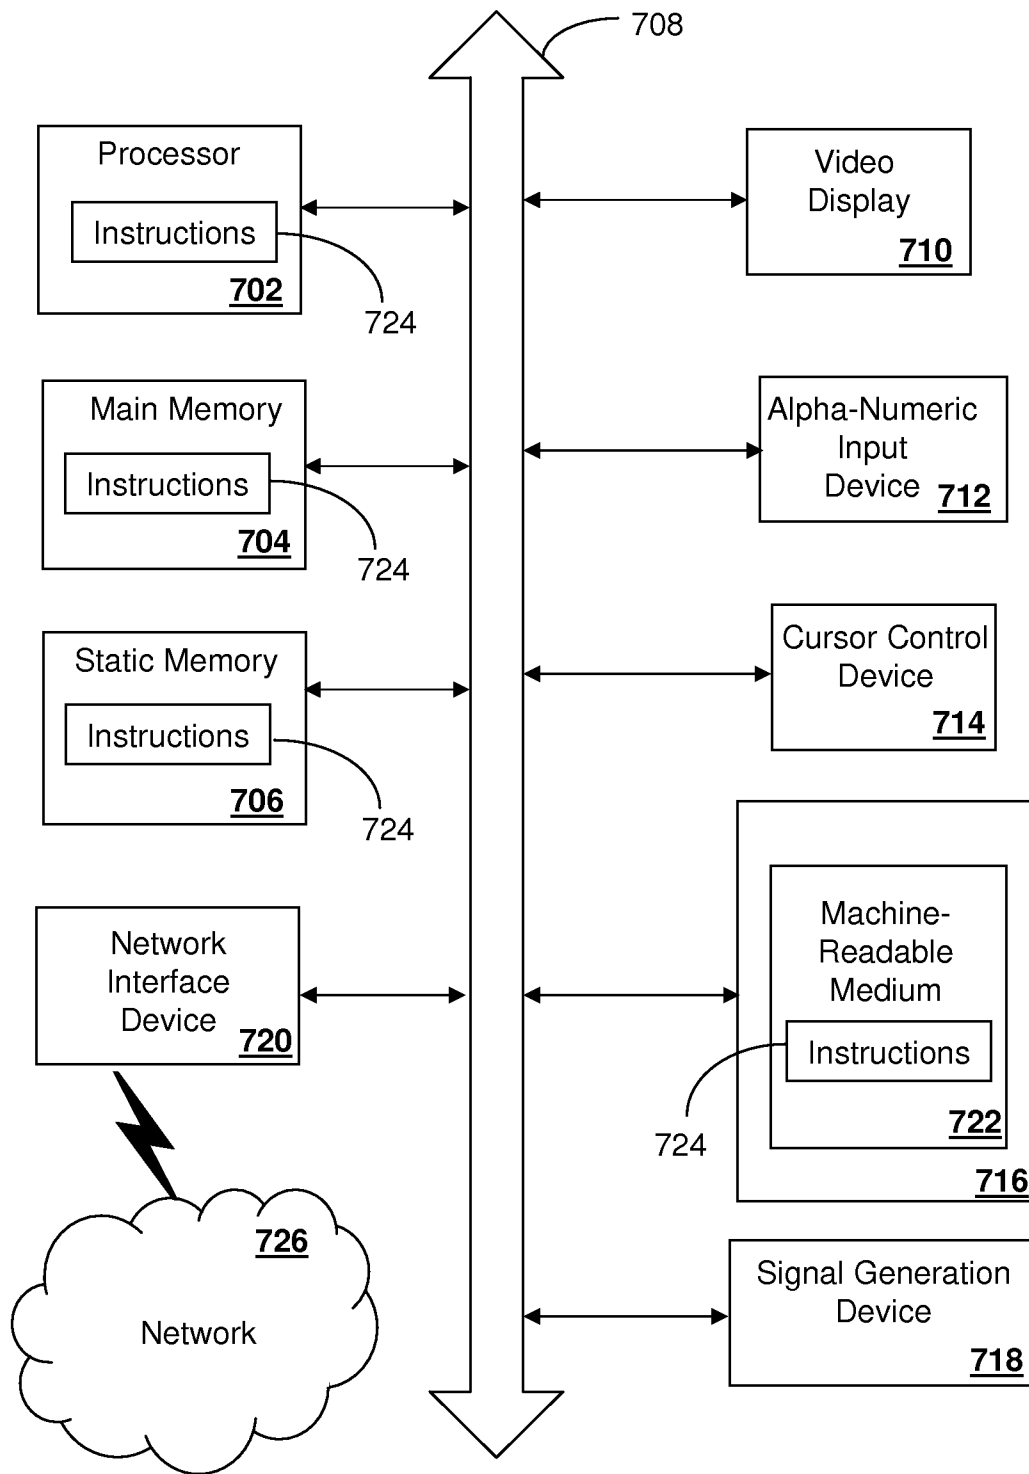 708
Processor
Instructions
702
724
Main Memory
Instructions
704
724
Static Memory
Instructions
706
724
Network
Interface
Device
720
726
Network
Video
Display
710
Alpha-Numeric
Input
Device
712
Cursor Control
Device
714
Machine-
Readable
Medium
Instructions
724
722
716
Signal Generation
Device
718